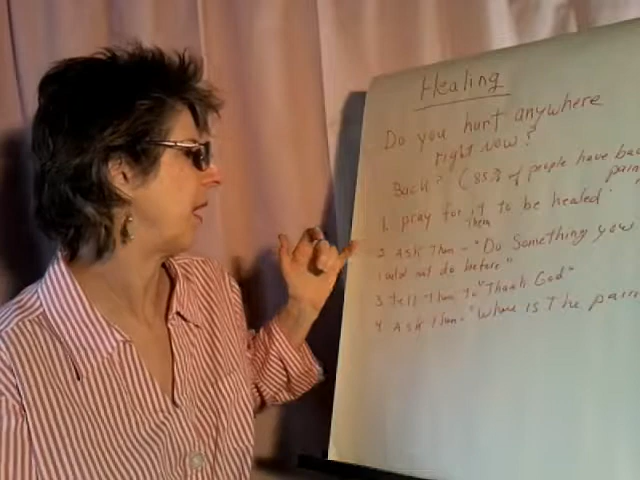 Healing
Do you hurt anywhere
right now?
Back? (85% of people have back
pain
1. pray for it to be healed
Them
2 Ask Them - "Do Something you
could not do before"
3 Tell Them To "Thank God"
4 Ask Them - "Where is The pain